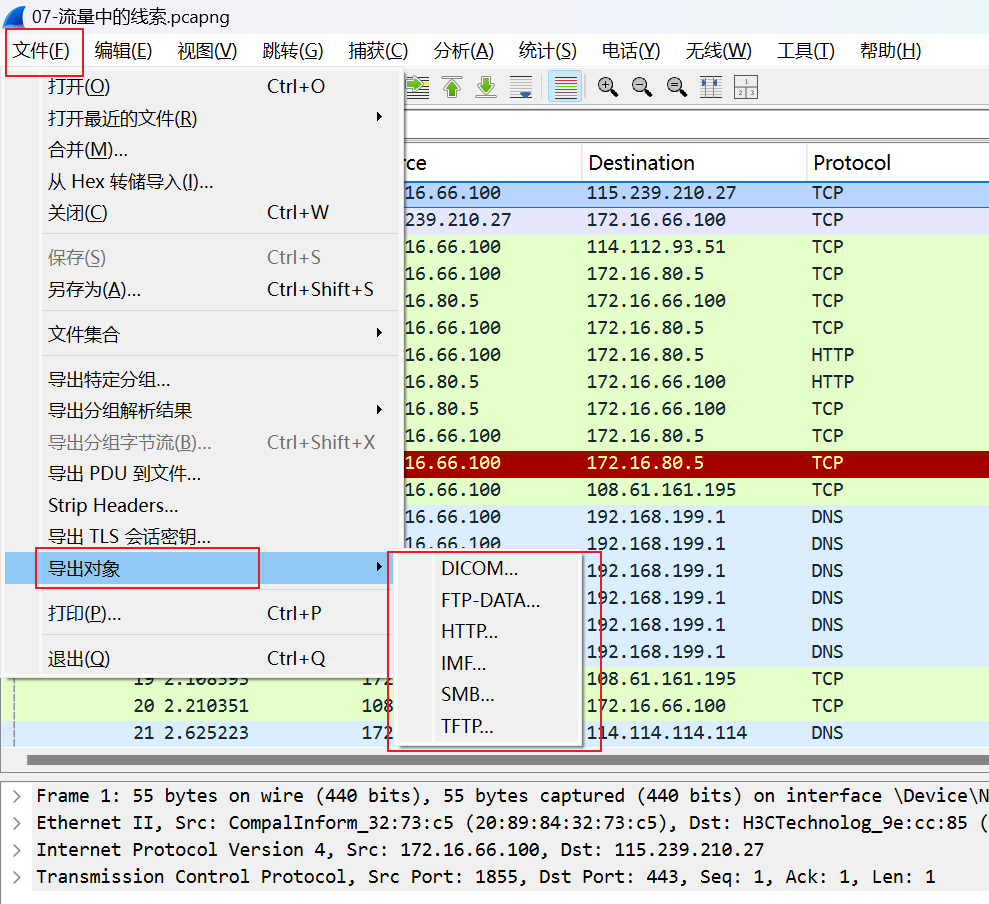 07-流量中的线索.pcapng
文件(F) 编辑(E) 视图(V) 跳转(G) 捕获(C) 分析(A) 统计(S) 电话(Y) 无线(W) 工具(T) 帮助(H)
打开(O) Ctrl+O
打开最近的文件(R)
合并(M)...
从 Hex 转储导入(I)...
关闭(C) Ctrl+W
保存(S) Ctrl+S
另存为(A)... Ctrl+Shift+S
文件集合
导出特定分组...
导出分组解析结果
导出分组字节流(B)... Ctrl+Shift+X
导出 PDU 到文件...
Strip Headers...
导出 TLS 会话密钥...
导出对象
打印(P)... Ctrl+P
退出(Q) Ctrl+Q
DICOM...
FTP-DATA...
HTTP...
IMF...
SMB...
TFTP...
rce Destination Protocol
16.66.100 115.239.210.27 TCP
239.210.27 172.16.66.100 TCP
16.66.100 114.112.93.51 TCP
16.66.100 172.16.80.5 TCP
16.80.5 172.16.66.100 TCP
16.66.100 172.16.80.5 TCP
16.66.100 172.16.80.5 HTTP
16.80.5 172.16.66.100 HTTP
16.80.5 172.16.66.100 TCP
16.66.100 172.16.80.5 TCP
16.66.100 172.16.80.5 TCP
16.66.100 108.61.161.195 TCP
16.66.100 192.168.199.1 DNS
16.66.100 192.168.199.1 DNS
192.168.199.1 DNS
192.168.199.1 DNS
192.168.199.1 DNS
192.168.199.1 DNS
19 2.108393 172 108.61.161.195 TCP
20 2.210351 108 172.16.66.100 TCP
21 2.625223 172 114.114.114.114 DNS
Frame 1: 55 bytes on wire (440 bits), 55 bytes captured (440 bits) on interface \Device\N
Ethernet II, Src: CompalInform_32:73:c5 (20:89:84:32:73:c5), Dst: H3CTechnolog_9e:cc:85 (
Internet Protocol Version 4, Src: 172.16.66.100, Dst: 115.239.210.27
Transmission Control Protocol, Src Port: 1855, Dst Port: 443, Seq: 1, Ack: 1, Len: 1